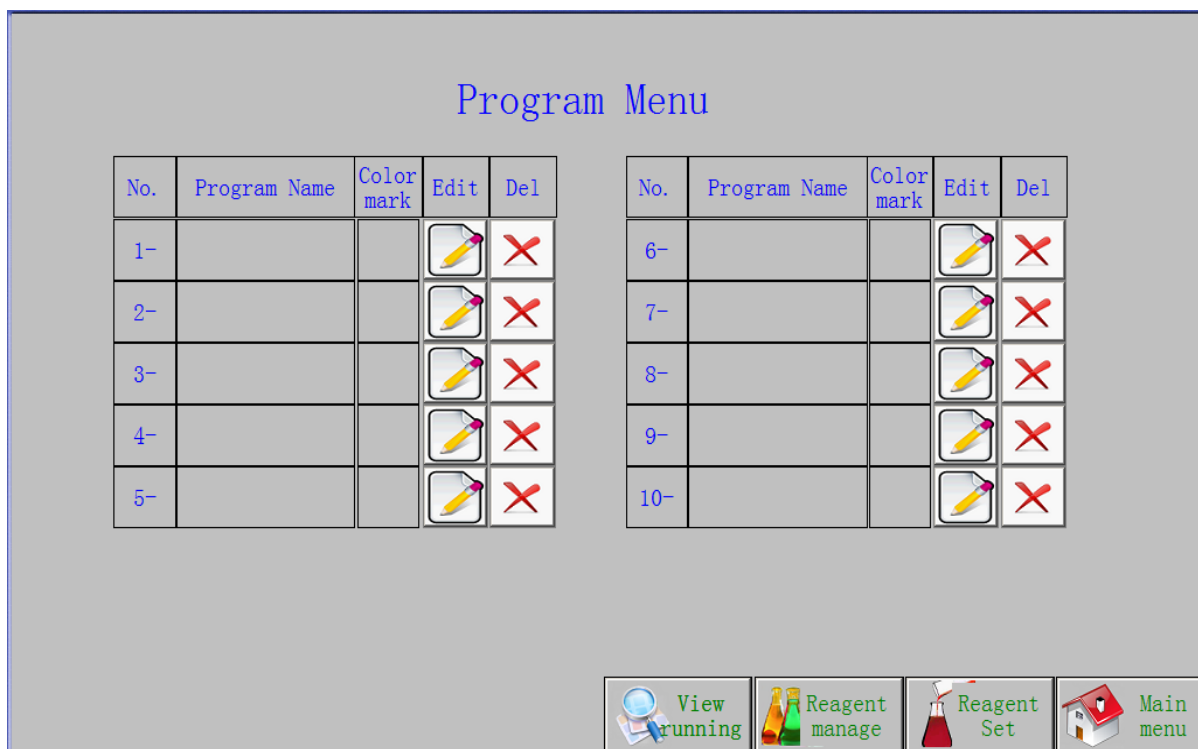 Program Menu
No. Program Name Color mark Edit Del No. Program Name Color mark Edit Del
1- 6-
2- 7-
3- 8-
4- 9-
5- 10-
View running Reagent manage Reagent Set Main menu